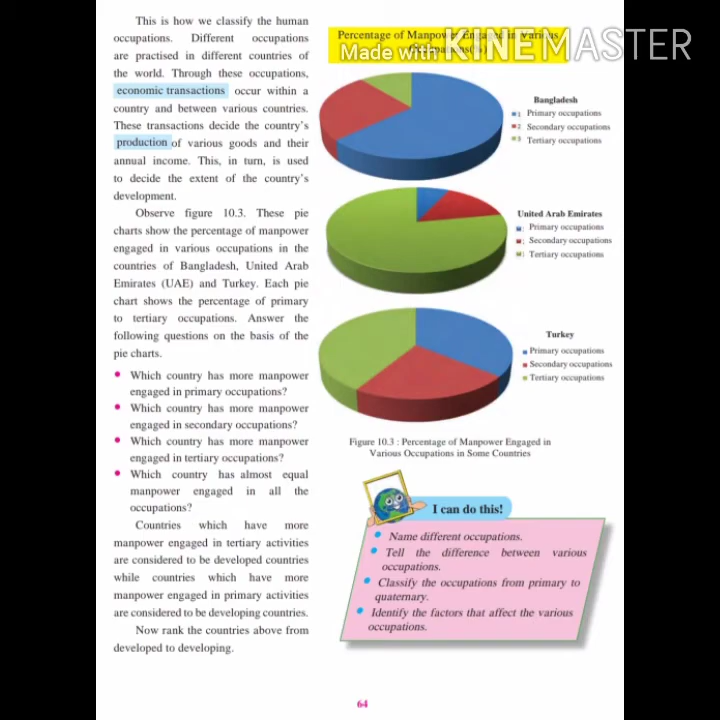 This is how we classify the human
occupations. Different occupations
are practised in different countries of
the world. Through these occupations,
economic transactions occur within a
country and between various countries.
These transactions decide the country's
production of various goods and their
annual income. This, in turn, is used
to decide the extent of the country's
development.
Observe figure 10.3. These pie
charts show the percentage of manpower
engaged in various occupations in the
countries of Bangladesh, United Arab
Emirates (UAE) and Turkey. Each pie
chart shows the percentage of primary
to tertiary occupations. Answer the
following questions on the basis of the
pie charts.
• Which country has more manpower
engaged in primary occupations?
• Which country has more manpower
engaged in secondary occupations?
• Which country has more manpower
engaged in tertiary occupations?
• Which country has almost equal
manpower engaged in all the
occupations?
Countries which have more
manpower engaged in tertiary activities
are considered to be developed countries
while countries which have more
manpower engaged in primary activities
are considered to be developing countries.
Now rank the countries above from
developed to developing.
Percentage of Manpower Engaged in Various
Occupations(%)
Made with KINEMASTER
Bangladesh
1 Primary occupations
2 Secondary occupations
3 Tertiary occupations
United Arab Emirates
Primary occupations
Secondary occupations
Tertiary occupations
Turkey
Primary occupations
Secondary occupations
Tertiary occupations
Figure 10.3 : Percentage of Manpower Engaged in
Various Occupations in Some Countries
I can do this!
• Name different occupations.
• Tell the difference between various
occupations.
• Classify the occupations from primary to
quaternary.
• Identify the factors that affect the various
occupations.
64